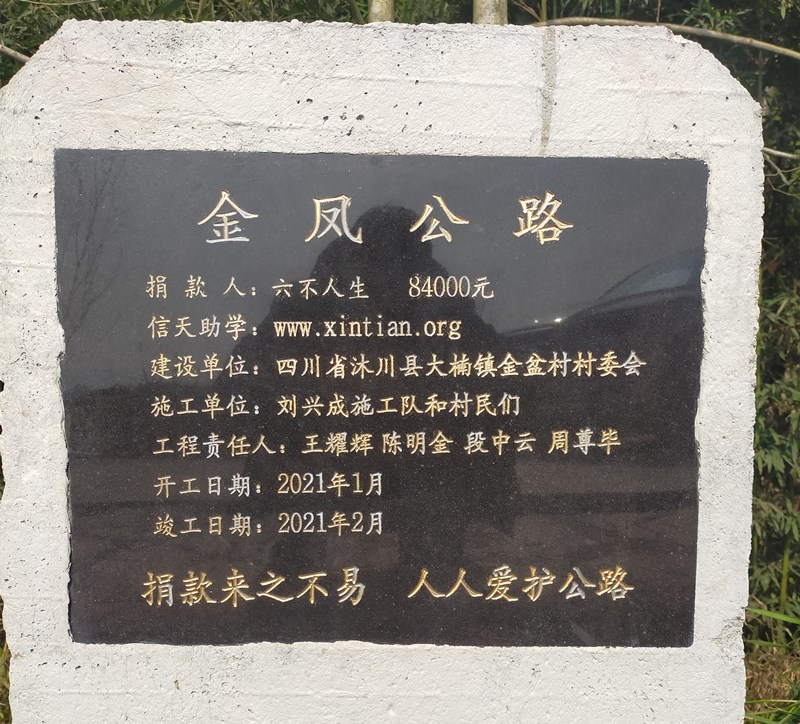 金凤公路
捐款人：六不人生 84000元
信天助学：www.xintian.org
建设单位：四川省沐川县大楠镇金盆村村委会
施工单位：刘兴成施工队和村民们
工程责任人：王耀辉 陈明金 段中云 周尊毕
开工日期：2021年1月
竣工日期：2021年2月
捐款来之不易 人人爱护公路